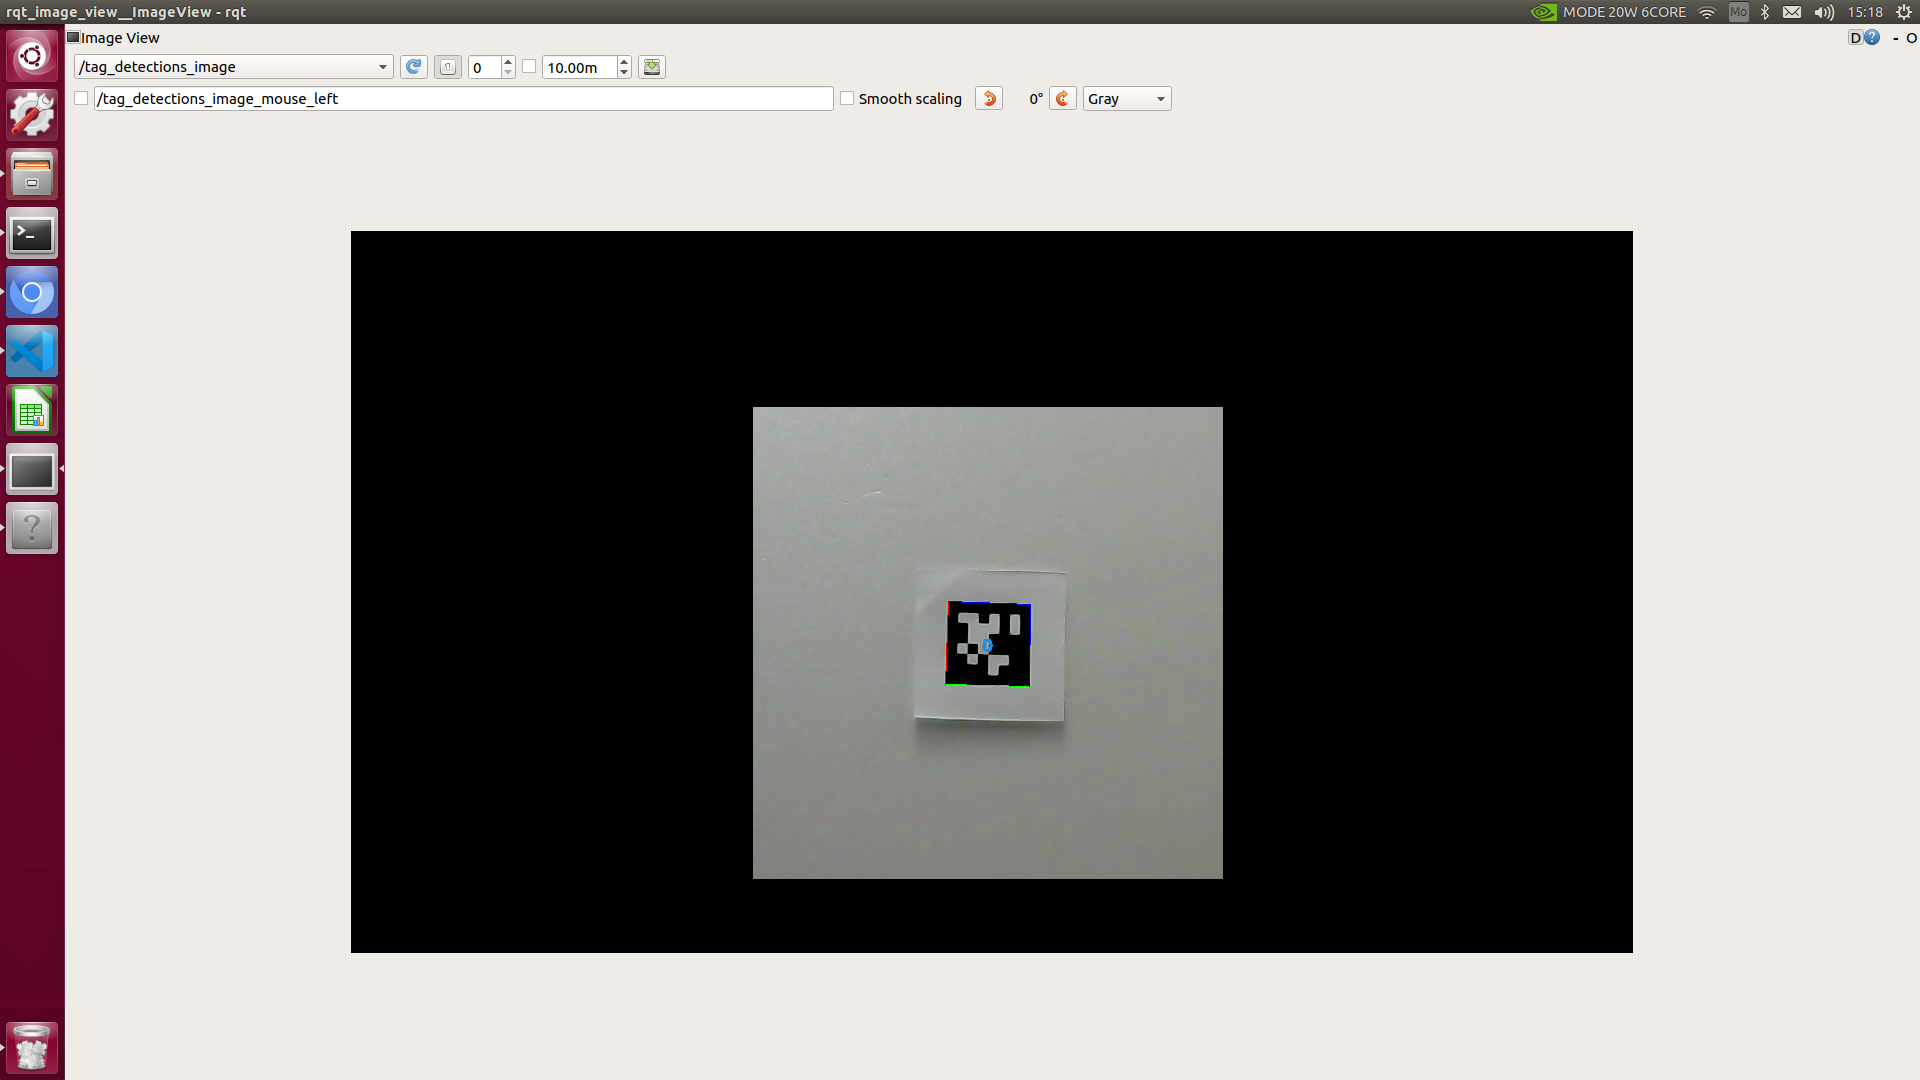 rqt_image_view__ImageView - rqt
MODE 20W 6CORE
Mo
15:18
Image View
D
- O
/tag_detections_image
0
10.00m
/tag_detections_image_mouse_left
Smooth scaling
0°
Gray
0